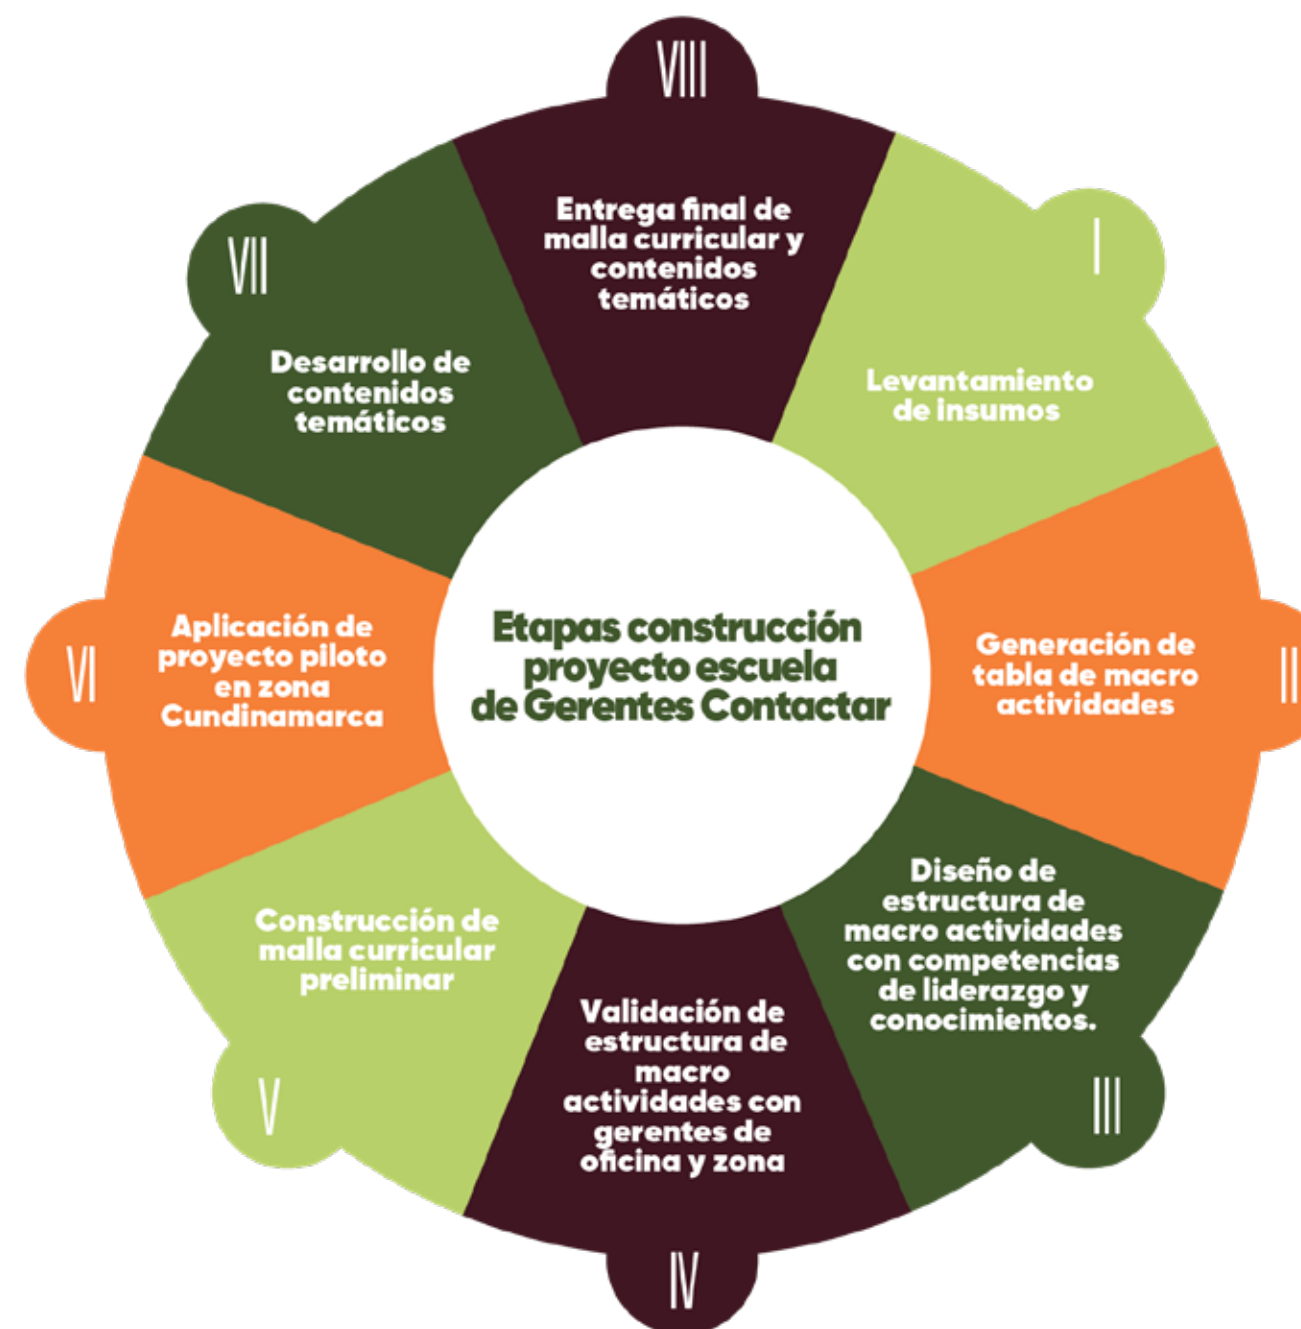 VIII
Entrega final de
malla curricular y
contenidos
temáticos
I
Levantamiento
de insumos
II
Generación de
tabla de macro
actividades
Diseño de
estructura de
macro actividades
con competencias
de liderazgo y
conocimientos.
III
Validación de
estructura de
macro
actividades con
gerentes de
oficina y zona
IV
Construcción de
malla curricular
preliminar
V
Aplicación de
proyecto piloto
en zona
Cundinamarca
VI
VII
Desarrollo de
contenidos
temáticos
Etapas construcción
proyecto escuela
de Gerentes Contactar